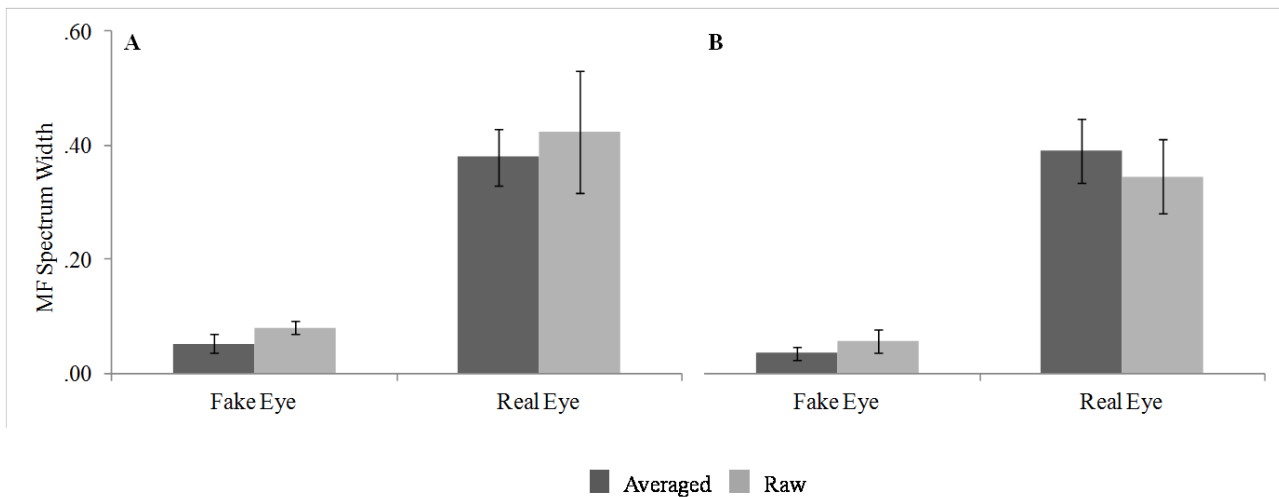 .60
A
B
.40
.20
.00
MF Spectrum Width
Fake Eye
Real Eye
Fake Eye
Real Eye
Averaged
Raw